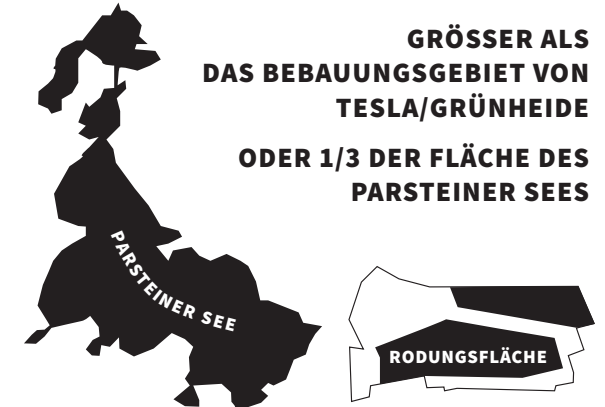 GRÖSSER ALS
DAS BEBAUUNGSGEBIET VON
TESLA/GRÜNHEIDE
ODER 1/3 DER FLÄCHE DES
PARSTEINER SEES
PARSTEINER SEE
RODUNGSFLÄCHE